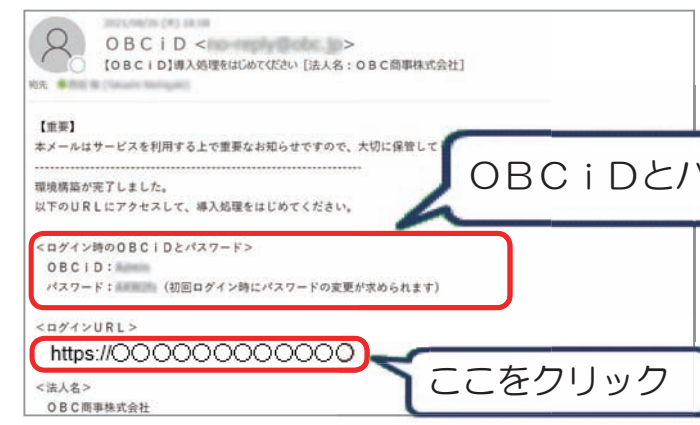 OBCiD <
>
【OBCiD】導入処理をはじめてください [法人名：OBC商事株式会社]
宛先
【重要】
本メールはサービスを利用する上で重要なお知らせですので、大切に保管して
----------------------------------------------------------------
環境構築が完了しました。
以下のURLにアクセスして、導入処理をはじめてください。
OBCiDとパ
<ログイン時のOBCiDとパスワード>
OBCiD：
パスワード： (初回ログイン時にパスワードの変更が求められます)
<ログインURL>
https://○○○○○○○○○○○○
ここをクリック
<法人名>
OBC商事株式会社